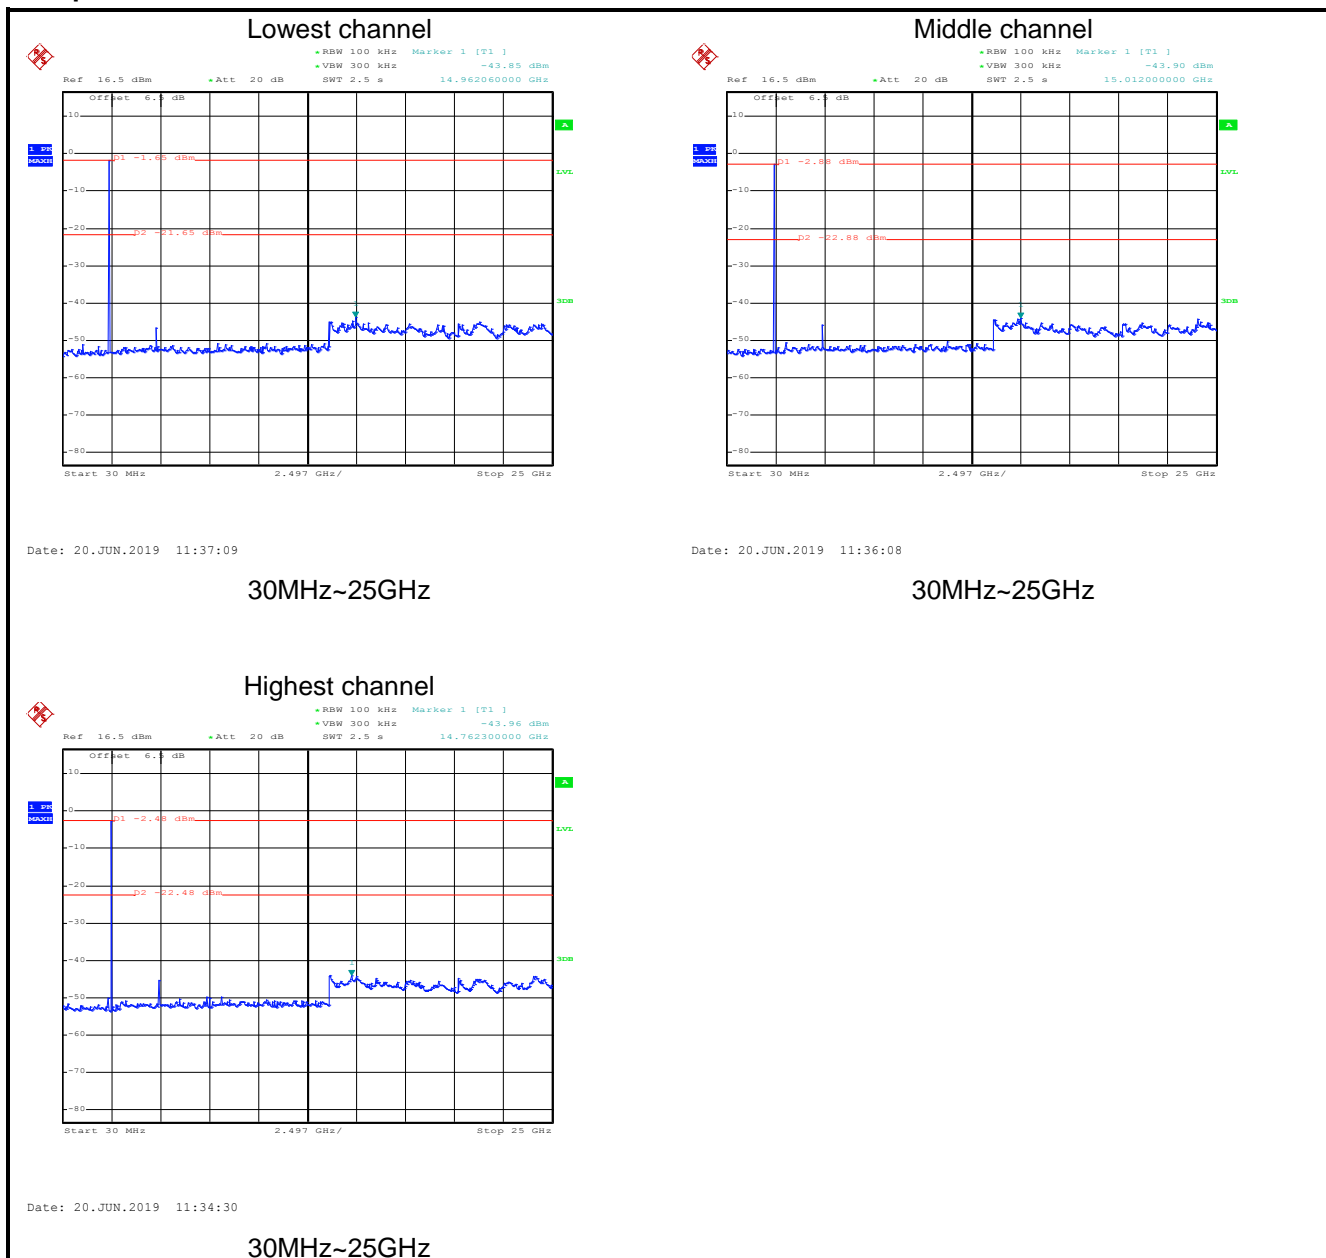 Lowest channel
RBW 100 kHz Marker 1 [T1 ]
VBW 300 kHz -43.85 dBm
Ref 16.5 dBm Att 20 dB SWT 2.5 s 14.962060000 GHz
Offset 6.5 dB
10
A
1 PK
MAXH
0
D1 -1.65 dBm
LVL
-10
-20
D2 -21.65 dBm
-30
-40
1
3DB
-50
-60
-70
-80
Start 30 MHz 2.497 GHz/ Stop 25 GHz
Date: 20.JUN.2019 11:37:09
30MHz~25GHz
Middle channel
RBW 100 kHz Marker 1 [T1 ]
VBW 300 kHz -43.90 dBm
Ref 16.5 dBm Att 20 dB SWT 2.5 s 15.012000000 GHz
Offset 6.5 dB
10
A
1 PK
MAXH
0
D1 -2.88 dBm
LVL
-10
-20
D2 -22.88 dBm
-30
-40
1
3DB
-50
-60
-70
-80
Start 30 MHz 2.497 GHz/ Stop 25 GHz
Date: 20.JUN.2019 11:36:08
30MHz~25GHz
Highest channel
RBW 100 kHz Marker 1 [T1 ]
VBW 300 kHz -43.96 dBm
Ref 16.5 dBm Att 20 dB SWT 2.5 s 14.762300000 GHz
Offset 6.5 dB
10
A
1 PK
MAXH
0
D1 -2.48 dBm
LVL
-10
-20
D2 -22.48 dBm
-30
-40
1
3DB
-50
-60
-70
-80
Start 30 MHz 2.497 GHz/ Stop 25 GHz
Date: 20.JUN.2019 11:34:30
30MHz~25GHz